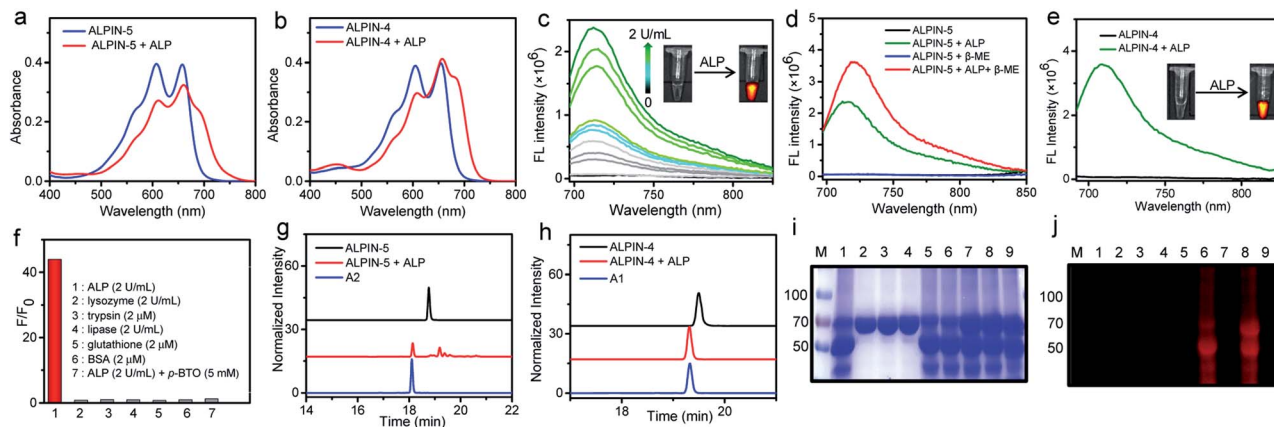 a
ALPIN-5
ALPIN-5 + ALP
Absorbance
0.4
0.2
0.0
400 500 600 700 800
Wavelength (nm)
b
ALPIN-4
ALPIN-4 + ALP
Absorbance
0.4
0.2
0.0
400 500 600 700 800
Wavelength (nm)
c
2 U/mL
0
ALP
FL intensity (×10⁶)
2
1
0
700 750 800
Wavelength (nm)
d
ALPIN-5
ALPIN-5 + ALP
ALPIN-5 + β-ME
ALPIN-5 + ALP+ β-ME
FL intensity (×10⁶)
5
4
3
2
1
0
700 750 800 850
Wavelength (nm)
e
ALPIN-4
ALPIN-4 + ALP
ALP
FL Intensity (×10⁶)
4
2
0
700 750 800
Wavelength (nm)
f
1 : ALP (2 U/mL)
2 : lysozyme (2 U/mL)
3 : trypsin (2 μM)
4 : lipase (2 U/mL)
5 : glutathione (2 μM)
6 : BSA (2 μM)
7 : ALP (2 U/mL) + p-BTO (5 mM)
F/F₀
40
20
0
1 2 3 4 5 6 7
g
ALPIN-5
ALPIN-5 + ALP
A2
Normalized Intensity
60
30
0
14 16 18 20 22
Time (min)
h
ALPIN-4
ALPIN-4 + ALP
A1
Normalized Intensity
60
45
30
15
0
18 20
Time (min)
i
M 1 2 3 4 5 6 7 8 9
100
70
50
j
M 1 2 3 4 5 6 7 8 9
100
70
50